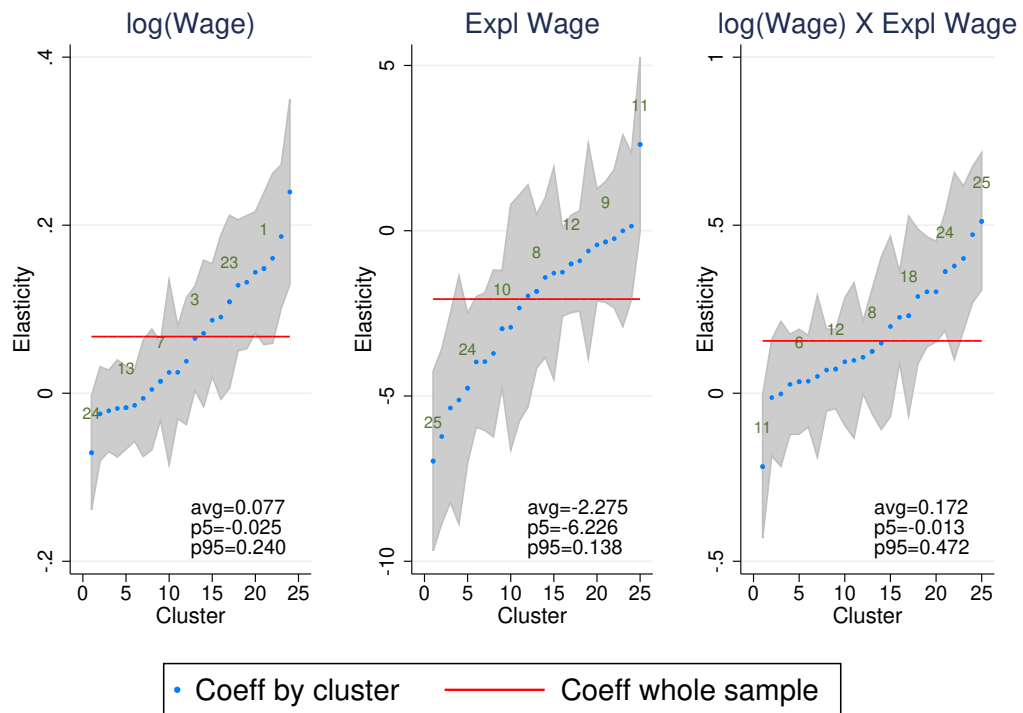 log(Wage)
Expl Wage
log(Wage) X Expl Wage
Elasticity
.4
.2
0
-.2
24
13
7
3
23
1
avg=0.077
p5=-0.025
p95=0.240
0 5 10 15 20 25
Cluster
Elasticity
5
0
-5
-10
25
24
10
8
12
9
11
avg=-2.275
p5=-6.226
p95=0.138
0 5 10 15 20 25
Cluster
Elasticity
1
.5
0
-.5
11
6
12
8
18
24
25
avg=0.172
p5=-0.013
p95=0.472
0 5 10 15 20 25
Cluster
Coeff by cluster
Coeff whole sample